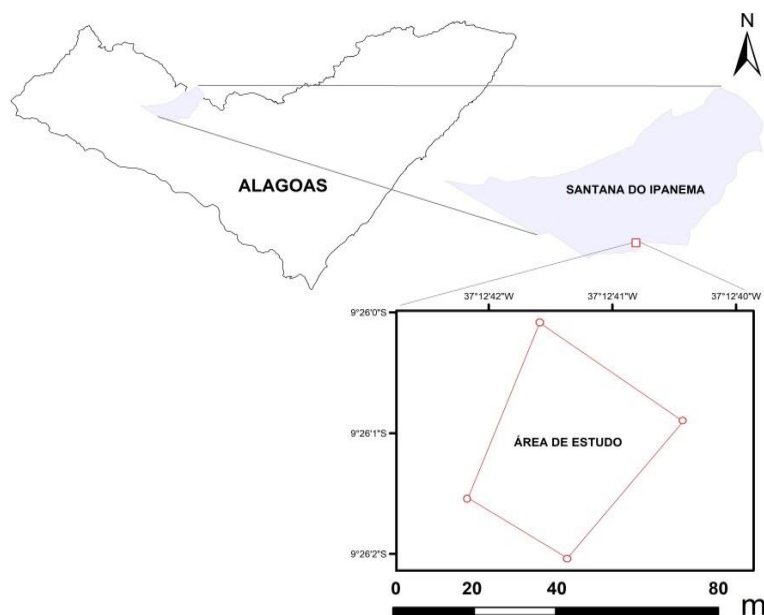 N
ALAGOAS
SANTANA DO IPANEMA
37°12'42"W 37°12'41"W 37°12'40"W
9°26'0"S
9°26'1"S
ÁREA DE ESTUDO
9°26'2"S
0 20 40 80
m